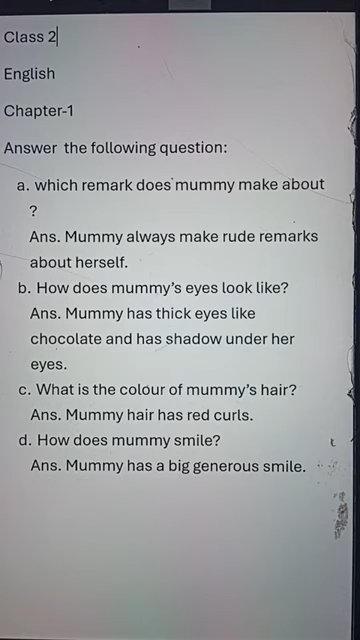 Class 2
English
Chapter-1
Answer the following question:
a. which remark does mummy make about
?
Ans. Mummy always make rude remarks
about herself.
b. How does mummy's eyes look like?
Ans. Mummy has thick eyes like
chocolate and has shadow under her
eyes.
c. What is the colour of mummy's hair?
Ans. Mummy hair has red curls.
d. How does mummy smile?
Ans. Mummy has a big generous smile.